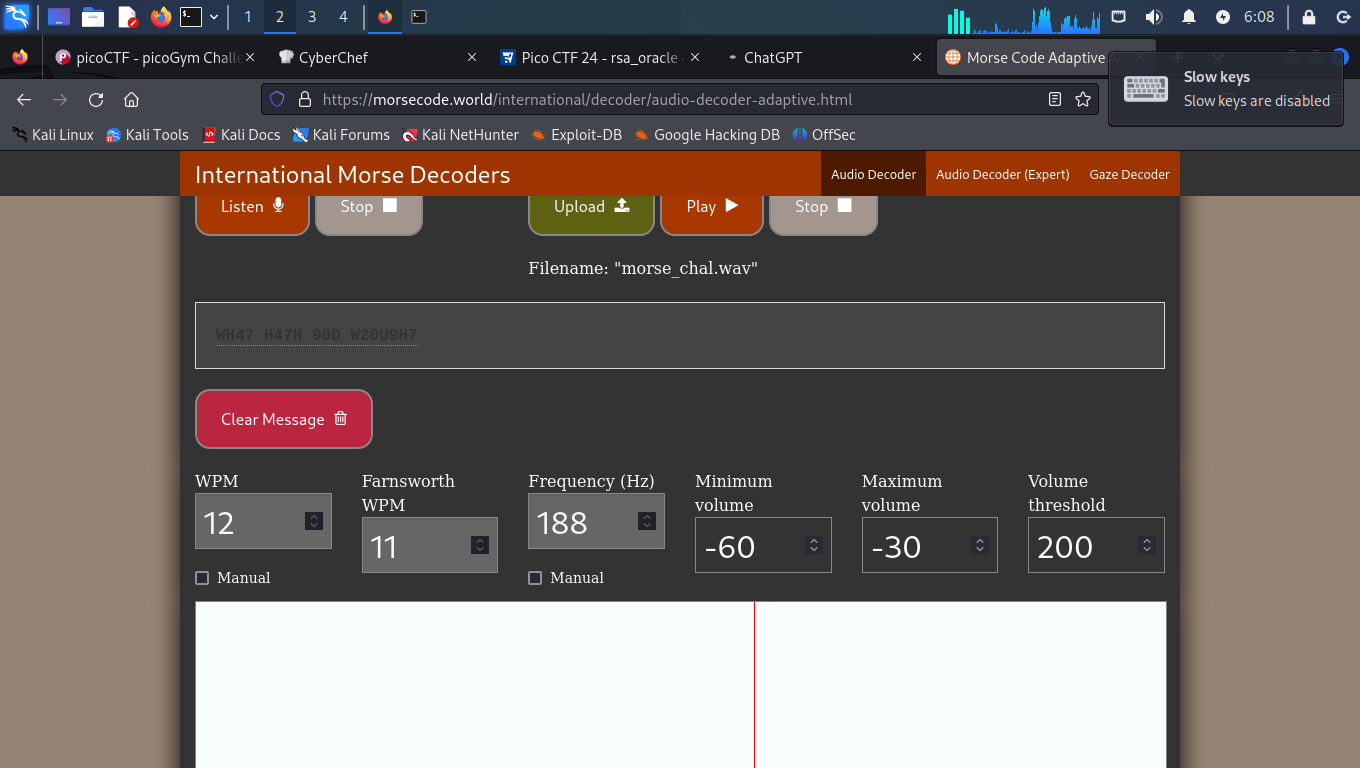 1 2 3 4 6:08
picoCTF - picoGym Challe CyberChef Pico CTF 24 - rsa_oracle ChatGPT Morse Code Adaptive
Slow keys
Slow keys are disabled
https://morsecode.world/international/decoder/audio-decoder-adaptive.html
Kali Linux Kali Tools Kali Docs Kali Forums Kali NetHunter Exploit-DB Google Hacking DB OffSec
International Morse Decoders Audio Decoder Audio Decoder (Expert) Gaze Decoder
Listen Stop Upload Play Stop
Filename: "morse_chal.wav"
WH47 H47H 90D W20U9H7
Clear Message
WPM Farnsworth WPM Frequency (Hz) Minimum volume Maximum volume Volume threshold
12 11 188 -60 -30 200
Manual Manual